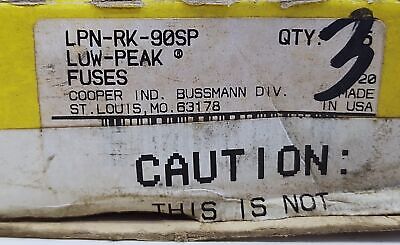 LPN-RK-90SP QTY: 3
LOW-PEAK ®
FUSES 20
COOPER IND. BUSSMANN DIV. MADE
ST. LOUIS, MO. 63178 IN USA
CAUTION:
THIS IS NOT